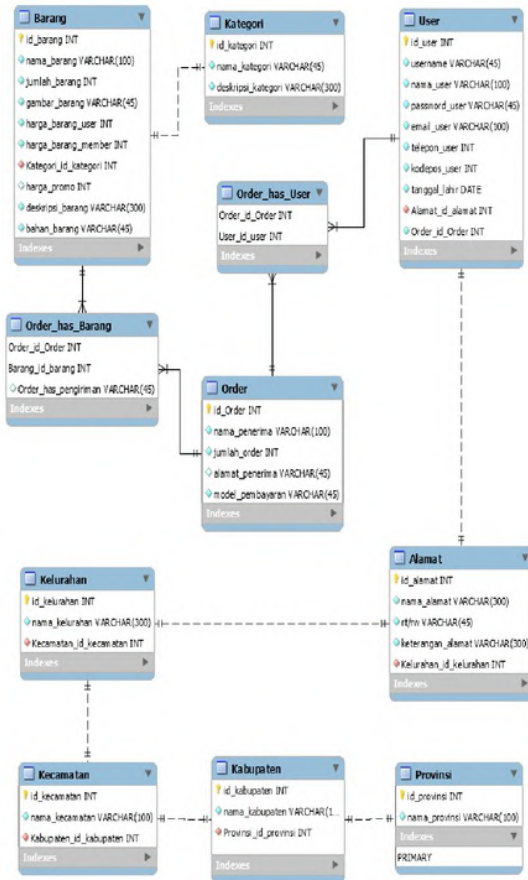 Barang
id_barang INT
nama_barang VARCHAR(100)
jumlah_barang INT
gambar_barang VARCHAR(45)
harga_barang_user INT
harga_barang_member INT
Kategori_id_kategori INT
harga_promo INT
deskripsi_barang VARCHAR(300)
bahan_barang VARCHAR(45)
Indexes
Kategori
id_kategori INT
nama_kategori VARCHAR(45)
deskripsi_kategori VARCHAR(300)
Indexes
User
id_user INT
username VARCHAR(45)
nama_user VARCHAR(100)
password_user VARCHAR(45)
email_user VARCHAR(100)
telepon_user INT
kodepos_user INT
tanggal_lahir DATE
Alamat_id_alamat INT
Order_id_Order INT
Indexes
Order_has_User
Order_id_Order INT
User_id_user INT
Indexes
Order_has_Barang
Order_id_Order INT
Barang_id_barang INT
Order_has_pengiriman VARCHAR(45)
Indexes
Order
id_Order INT
nama_penerima VARCHAR(100)
jumlah_order INT
alamat_penerima VARCHAR(45)
model_pembayaran VARCHAR(45)
Indexes
Kelurahan
id_kelurahan INT
nama_kelurahan VARCHAR(300)
Kecamatan_id_kecamatan INT
Indexes
Alamat
id_alamat INT
nama_alamat VARCHAR(300)
rt/rw VARCHAR(45)
keterangan_alamat VARCHAR(300)
Kelurahan_id_kelurahan INT
Indexes
Kecamatan
id_kecamatan INT
nama_kecamatan VARCHAR(100)
Kabupaten_id_kabupaten INT
Indexes
Kabupaten
id_kabupaten INT
nama_kabupaten VARCHAR(1...
Provinsi_id_provinsi INT
Indexes
Provinsi
id_provinsi INT
nama_provinsi VARCHAR(100)
Indexes
PRIMARY